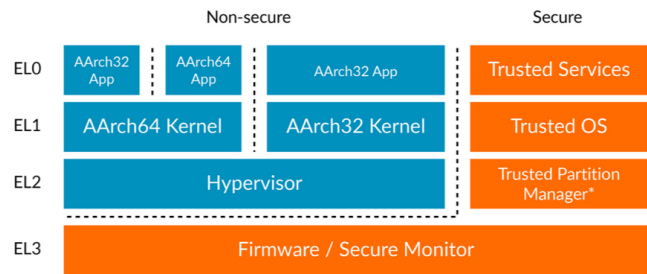 Non-secure Secure
EL0 AArch32 App AArch64 App AArch32 App Trusted Services
EL1 AArch64 Kernel AArch32 Kernel Trusted OS
EL2 Hypervisor Trusted Partition Manager*
EL3 Firmware / Secure Monitor